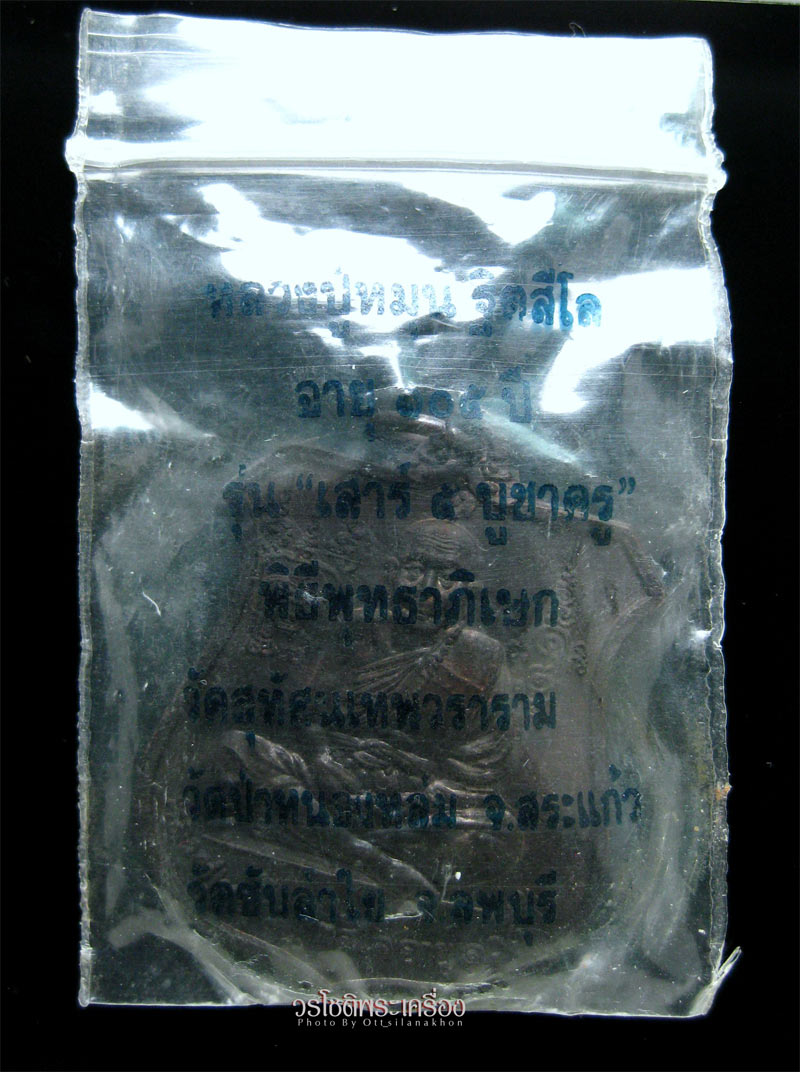 หลวงปู่หมุน ฐิตสีโล
อายุ ๑๐๕ ปี
รุ่น "เสาร์ ๕ บูชาครู"
พิธีพุทธาภิเษก
วัดสุทัศนเทพวราราม
วัดป่าหนองหล่ม จ.สระแก้ว
วัดซับลำใย จ.ลพบุรี
วรโชติพระเครื่อง
Photo By Ott_silanakhon